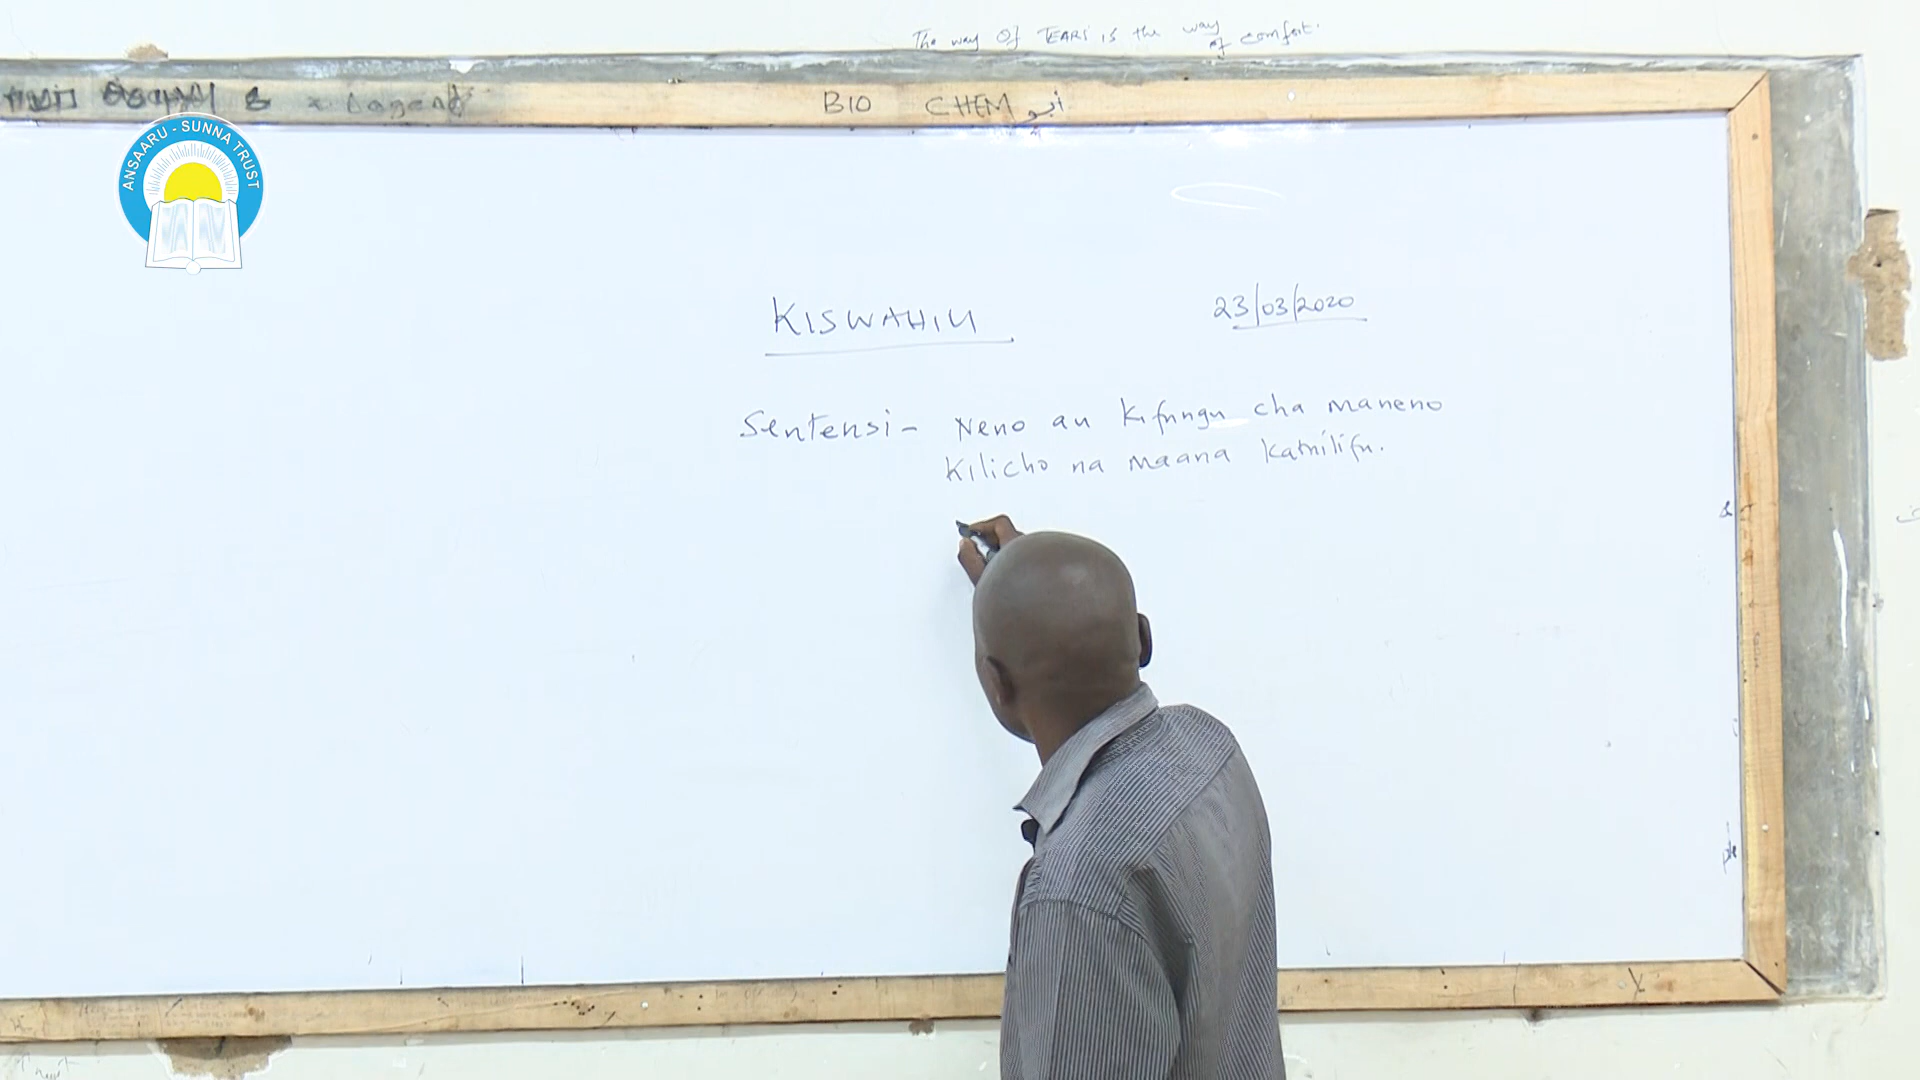 The way of TEARS is the way
of comfort.
BIO CHEM أبو
ANSAARU - SUNNA TRUST
KISWAHILI
23/03/2020
Sentensi - Neno au Kifungu cha maneno
Kilicho na maana Kamilifu.